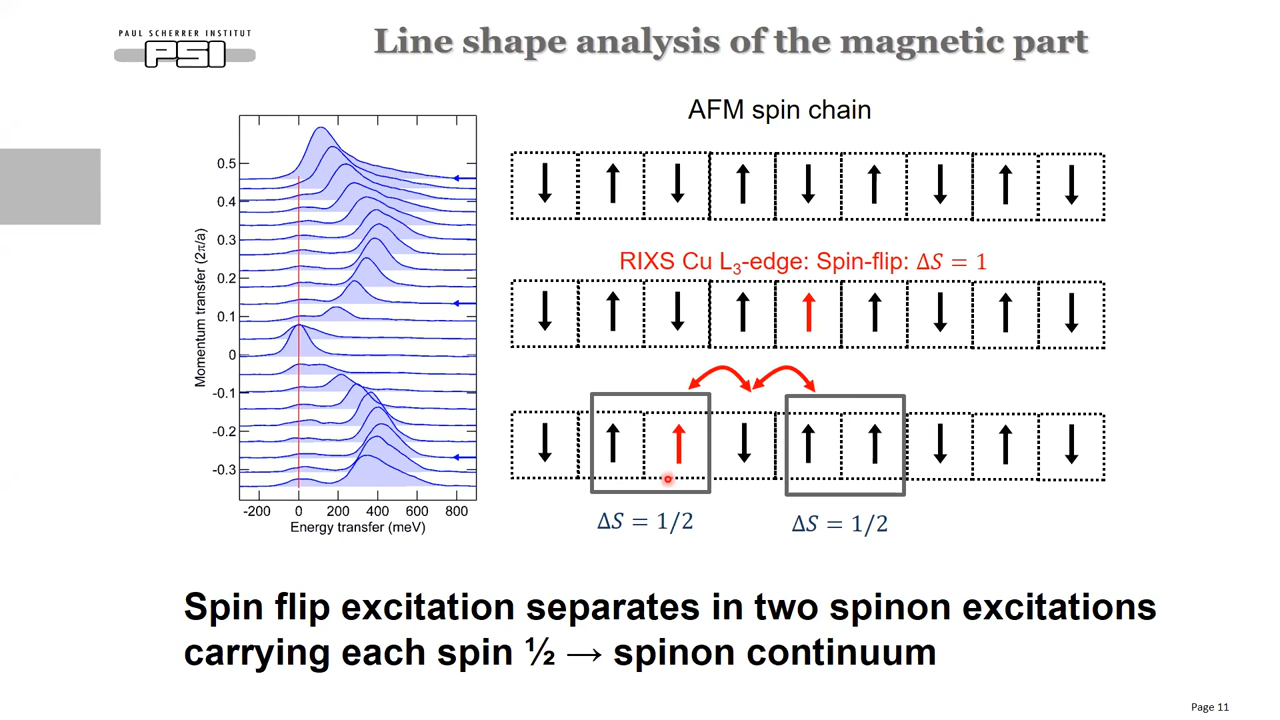 PAUL SCHERRER INSTITUT
PSI
Line shape analysis of the magnetic part
AFM spin chain
RIXS Cu L₃-edge: Spin-flip: ΔS = 1
ΔS = 1/2
ΔS = 1/2
Momentum transfer (2π/a)
0.5
0.4
0.3
0.2
0.1
0
-0.1
-0.2
-0.3
-200 0 200 400 600 800
Energy transfer (meV)
Spin flip excitation separates in two spinon excitations
carrying each spin ½ → spinon continuum
Page 11